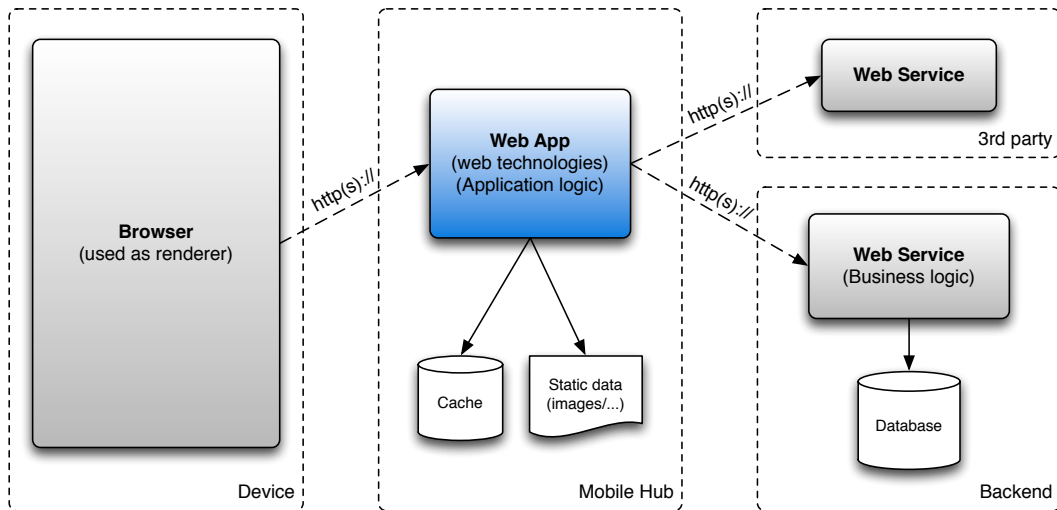 Browser
(used as renderer)
Device
http(s)://
Web App
(web technologies)
(Application logic)
Cache
Static data
(images/...)
Mobile Hub
http(s)://
http(s)://
Web Service
3rd party
Web Service
(Business logic)
Database
Backend